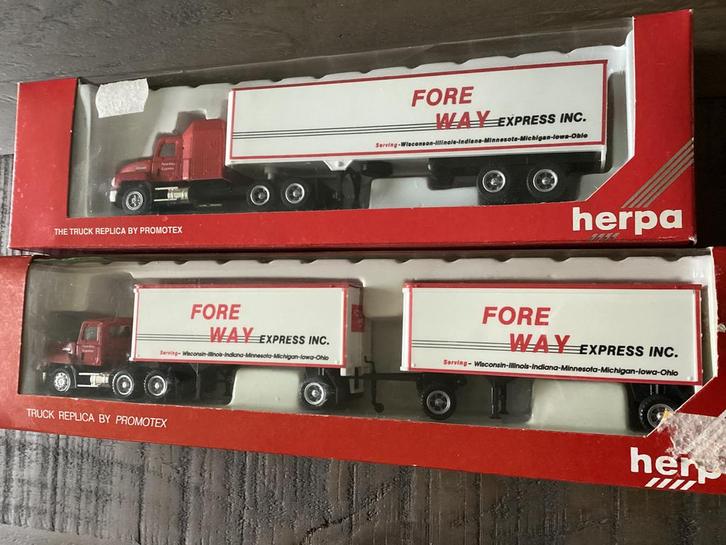 FORE
WAY EXPRESS INC.
Serving - Wisconsin-Illinois-Indiana-Minnesota-Michigan-Iowa-Ohio
THE TRUCK REPLICA BY PROMOTEX
herpa
FORE
WAY EXPRESS INC.
Serving - Wisconsin-Illinois-Indiana-Minnesota-Michigan-Iowa-Ohio
FORE
WAY EXPRESS INC.
Serving - Wisconsin-Illinois-Indiana-Minnesota-Michigan-Iowa-Ohio
TRUCK REPLICA BY PROMOTEX
herp